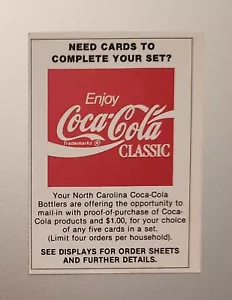 NEED CARDS TO
COMPLETE YOUR SET?
Enjoy
Coca-Cola
Trademarks ®
CLASSIC
Your North Carolina Coca-Cola
Bottlers are offering the opportunity to
mail-in with proof-of-purchase of Coca-
Cola products and $1.00, for your choice
of any five cards in a set.
(Limit four orders per household).
SEE DISPLAYS FOR ORDER SHEETS
AND FURTHER DETAILS.